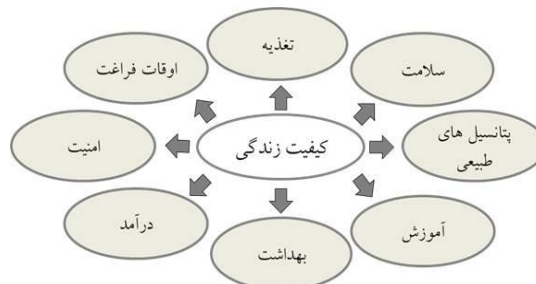 تغذیه
اوقات فراغت
سلامت
امنیت
کیفیت زندگی
پتانسیل های
طبیعی
درآمد
آموزش
بهداشت